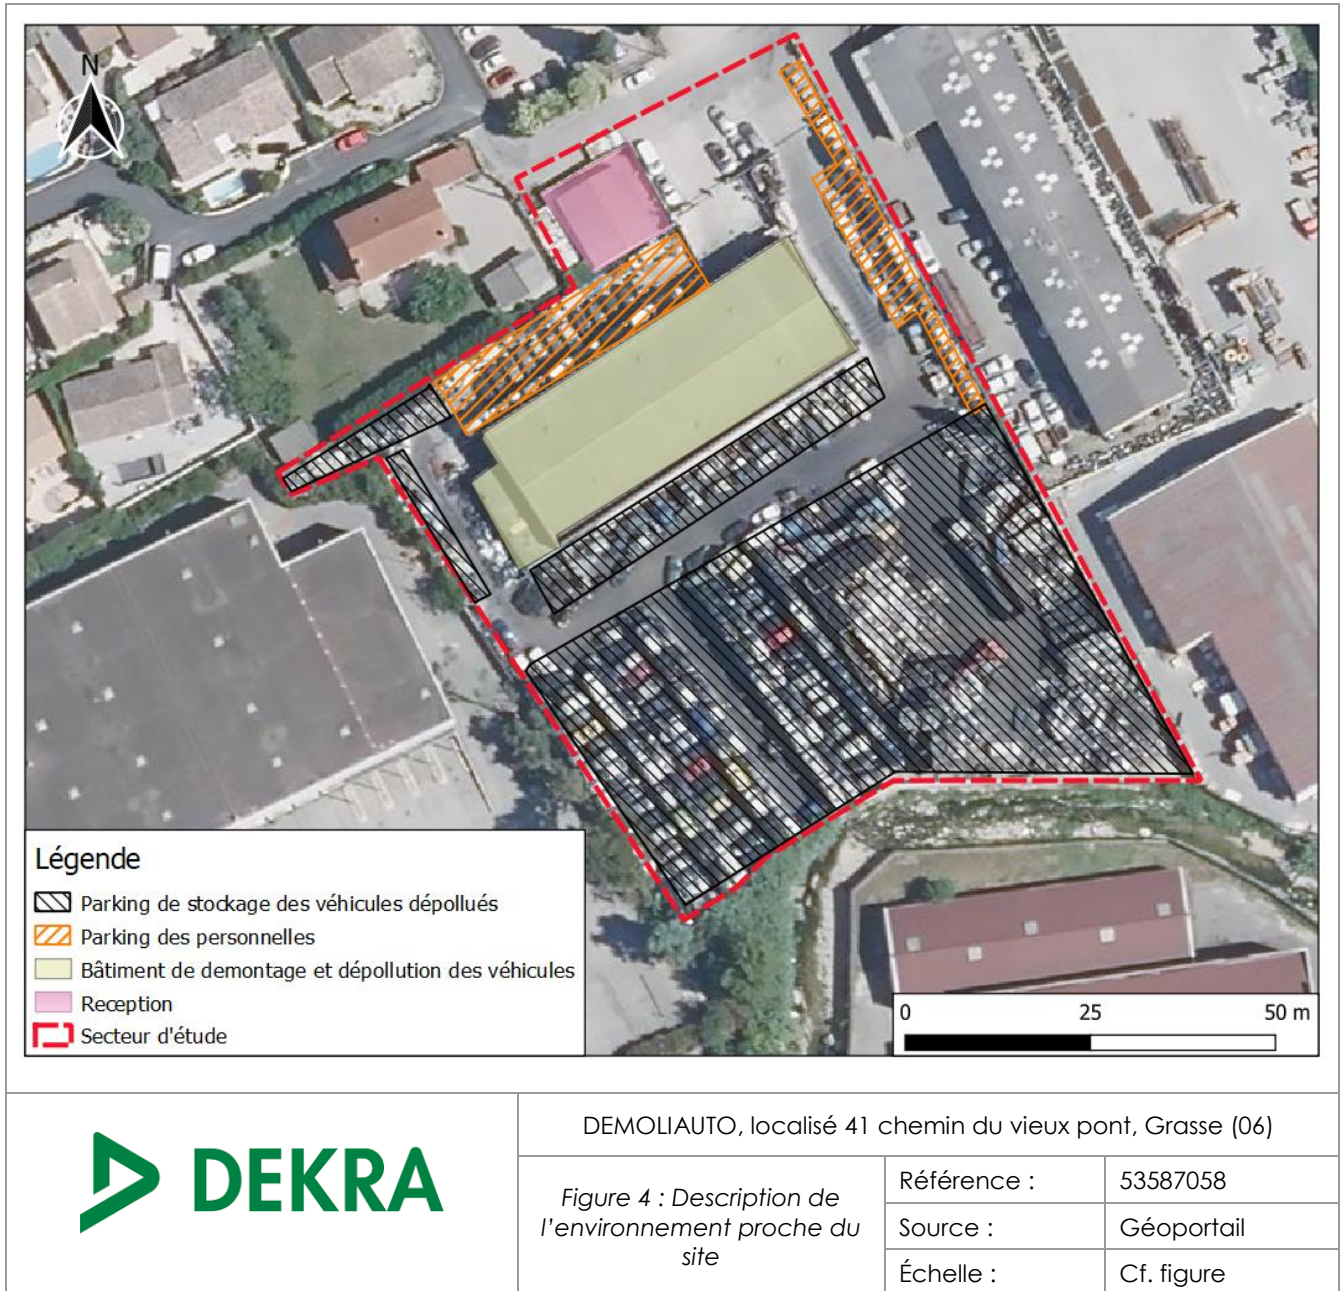 N
Légende
Parking de stockage des véhicules dépollués
Parking des personnelles
Bâtiment de demontage et dépollution des véhicules
Reception
Secteur d'étude
0 25 50 m
DEKRA
DEMOLIAUTO, localisé 41 chemin du vieux pont, Grasse (06)
Figure 4 : Description de
l'environnement proche du
site
Référence : 53587058
Source : Géoportail
Échelle : Cf. figure